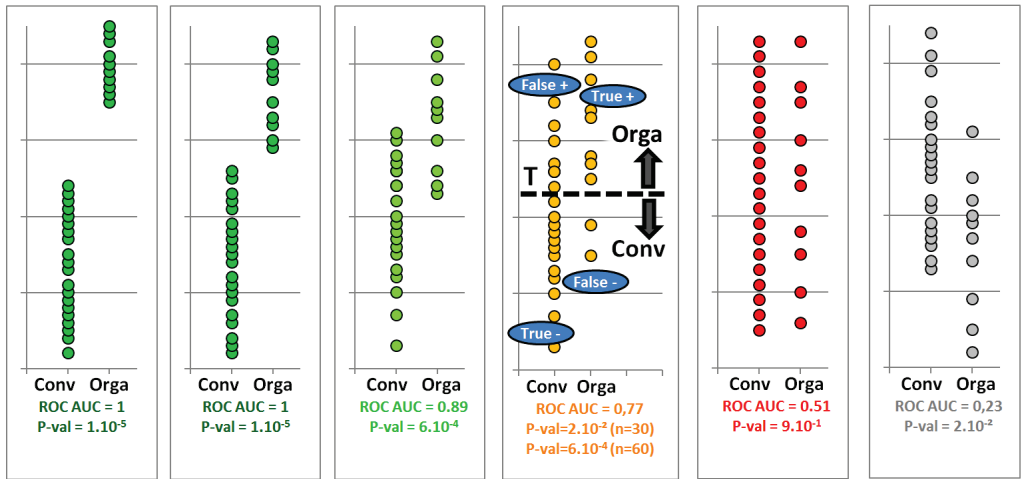 Conv Orga
ROC AUC = 1
P-val = 1.10⁻⁵
Conv Orga
ROC AUC = 1
P-val = 1.10⁻⁵
Conv Orga
ROC AUC = 0.89
P-val = 6.10⁻⁴
False +
True +
Orga
T
Conv
False -
True -
Conv Orga
ROC AUC = 0,77
P-val=2.10⁻² (n=30)
P-val=6.10⁻⁴ (n=60)
Conv Orga
ROC AUC = 0.51
P-val = 9.10⁻¹
Conv Orga
ROC AUC = 0,23
P-val = 2.10⁻²